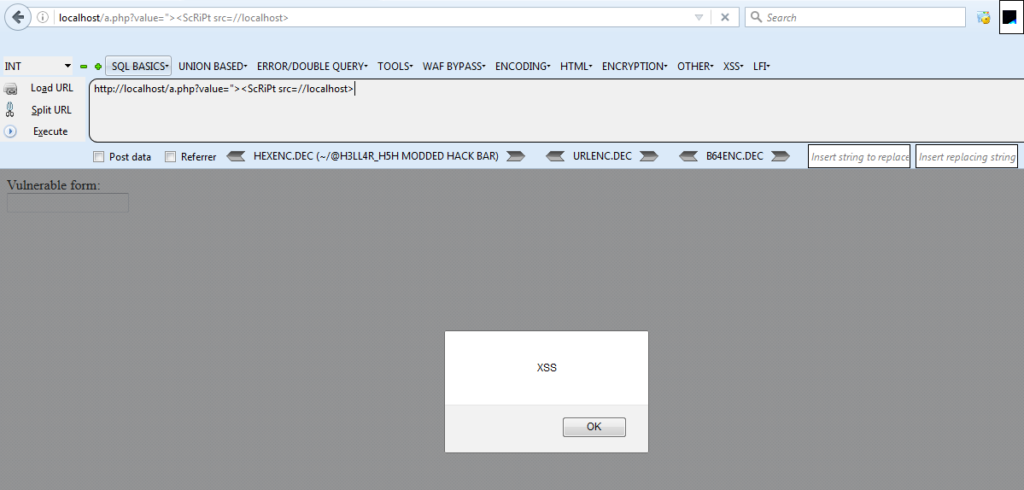 localhost/a.php?value="><ScRiPt src=//localhost>
Search
INT SQL BASICS UNION BASED ERROR/DOUBLE QUERY TOOLS WAF BYPASS ENCODING HTML ENCRYPTION OTHER XSS LFI
Load URL
http://localhost/a.php?value="><ScRiPt src=//localhost>
Split URL
Execute
Post data Referrer HEXENC.DEC (~/@H3LL4R_H5H MODDED HACK BAR) URLENC.DEC B64ENC.DEC Insert string to replace Insert replacing string
Vulnerable form:
XSS
OK